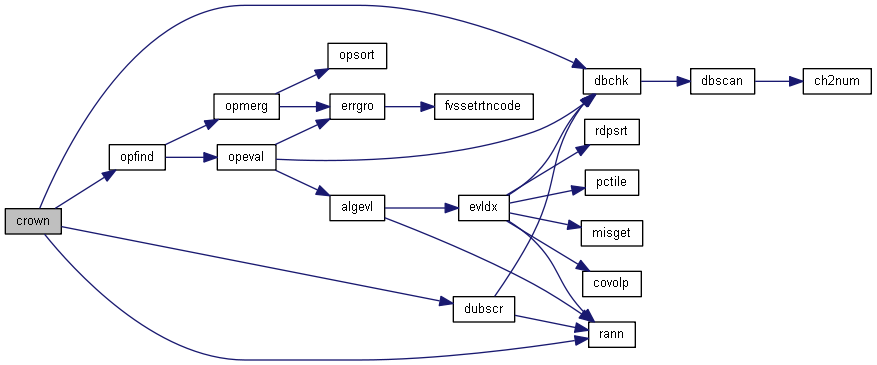 crown
opfind
opmerg
opsort
errgro
fvssetrtncode
opeval
algevl
evldx
dubscr
dbchk
dbscan
ch2num
rdpsrt
pctile
misget
covolp
rann